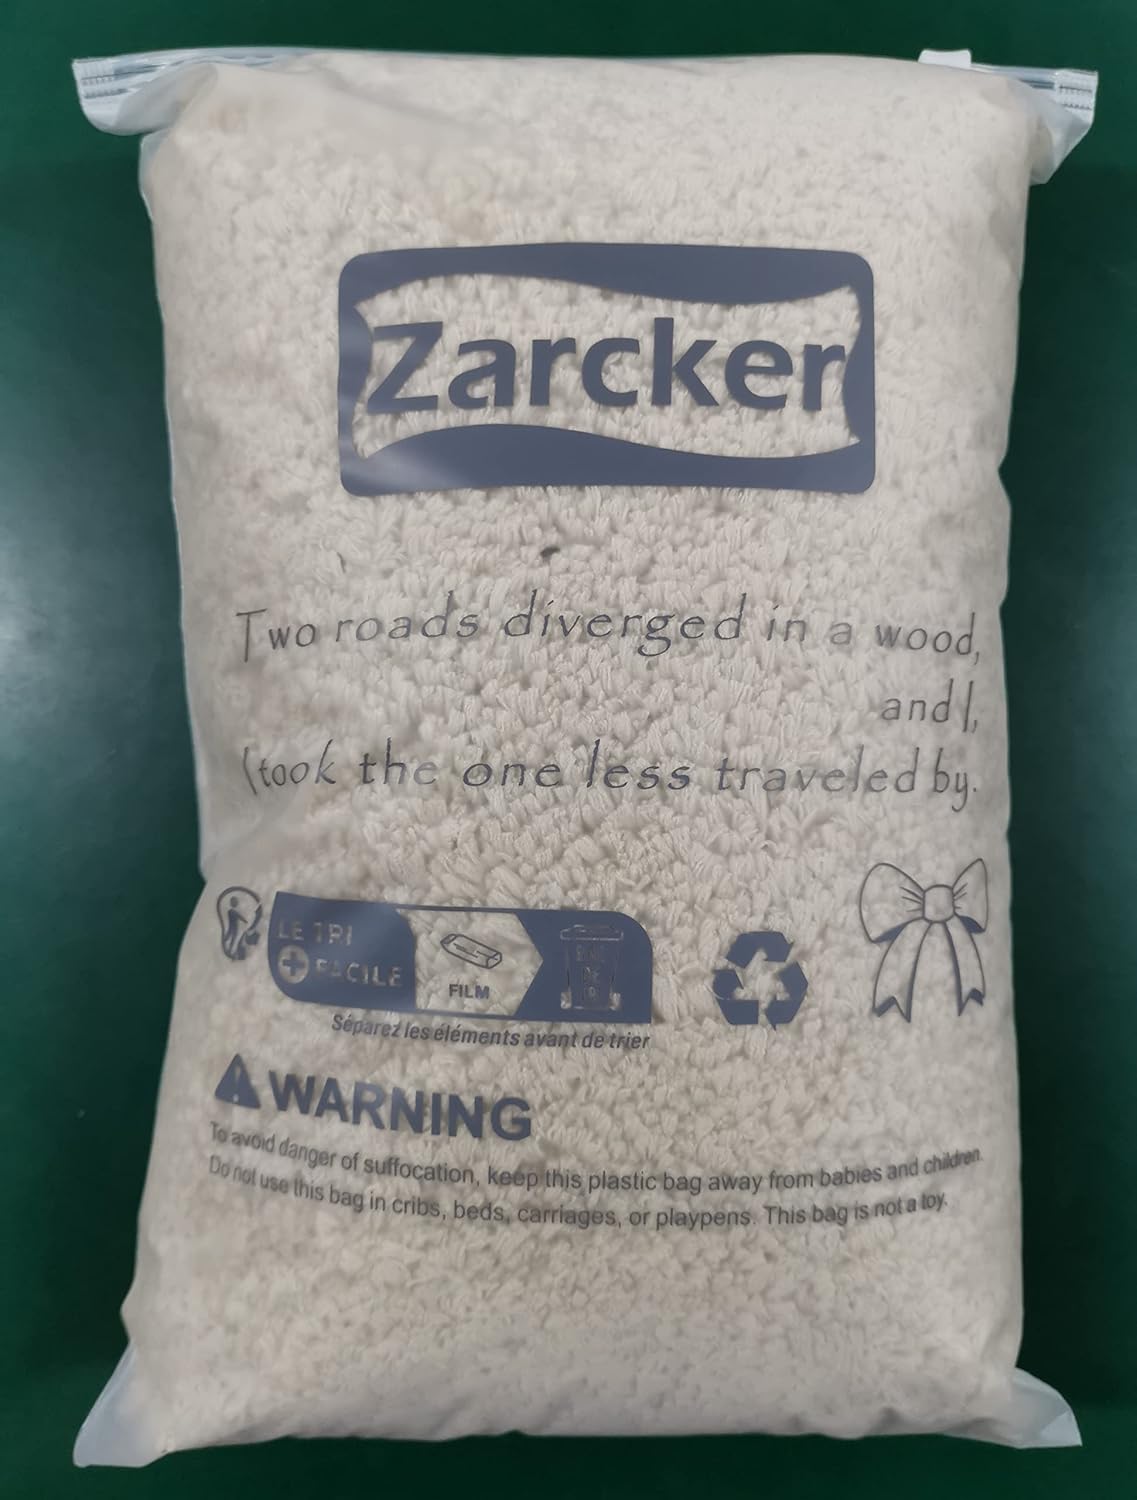 Zarcker
Two roads diverged in a wood,
and I,
I took the one less traveled by.
LE TRI
+ FACILE
FILM
BAC
DE
Séparez les éléments avant de trier
WARNING
To avoid danger of suffocation, keep this plastic bag away from babies and children.
Do not use this bag in cribs, beds, carriages, or playpens. This bag is not a toy.